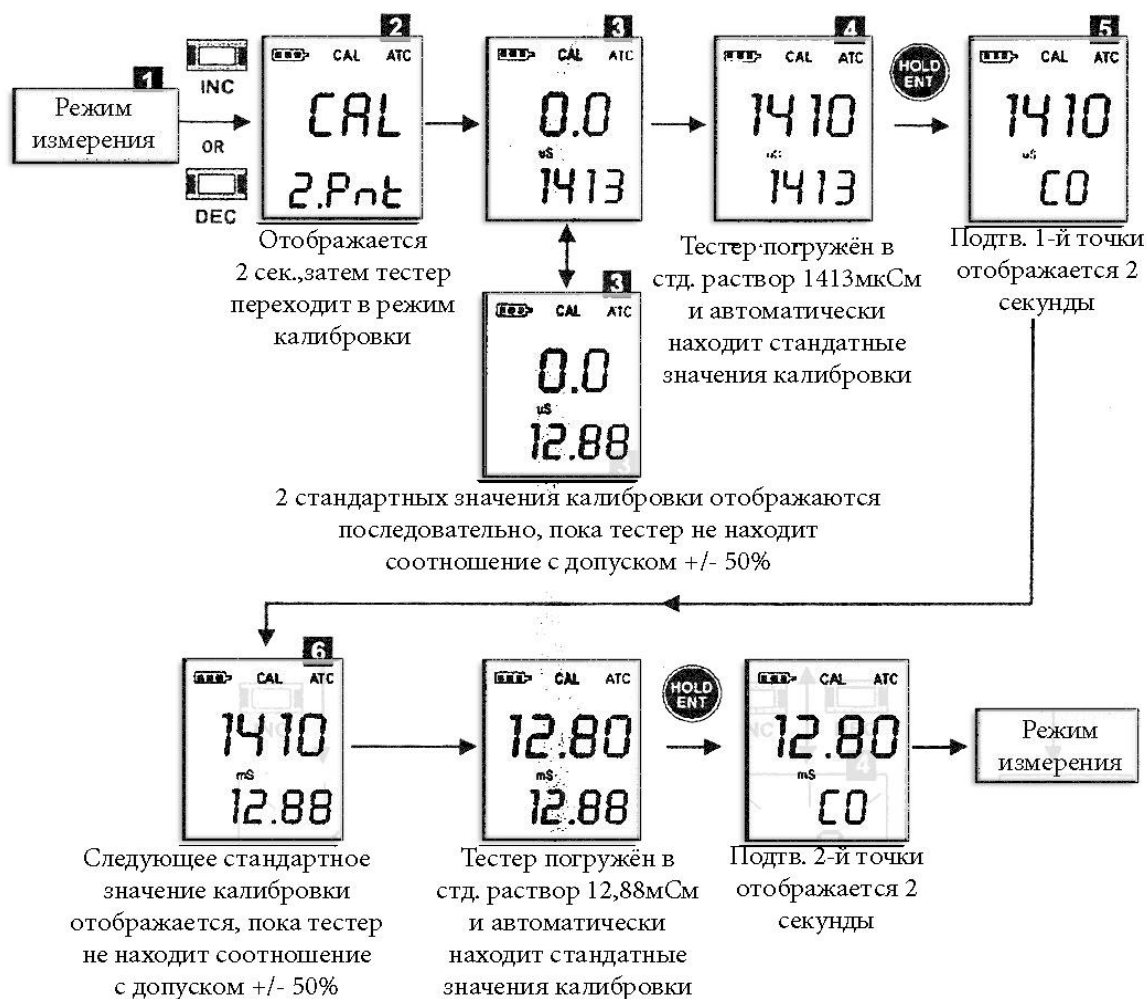 1
Режим
измерения
INC
OR
DEC
2
CAL ATC
CAL
2.Pnt
Отображается
2 сек.,затем тестер
переходит в режим
калибровки
3
CAL ATC
0.0
uS
1413
3
CAL ATC
0.0
uS
12.88
4
CAL ATC
1410
1413
Тестер погружён в
стд. раствор 1413мкСм
и автоматически
находит стандатные
значения калибровки
HOLD
ENT
5
CAL ATC
1410
uS
CO
Подтв. 1-й точки
отображается 2
секунды
2 стандартных значения калибровки отображаются
последовательно, пока тестер не находит
соотношение с допуском +/- 50%
6
CAL ATC
1410
mS
12.88
Следующее стандартное
значение калибровки
отображается, пока тестер
не находит соотношение
с допуском +/- 50%
CAL ATC
12.80
mS
12.88
Тестер погружён в
стд. раствор 12,88мСм
и автоматически
находит стандатные
значения калибровки
HOLD
ENT
CAL ATC
12.80
mS
CO
Подтв. 2-й точки
отображается 2
секунды
Режим
измерения